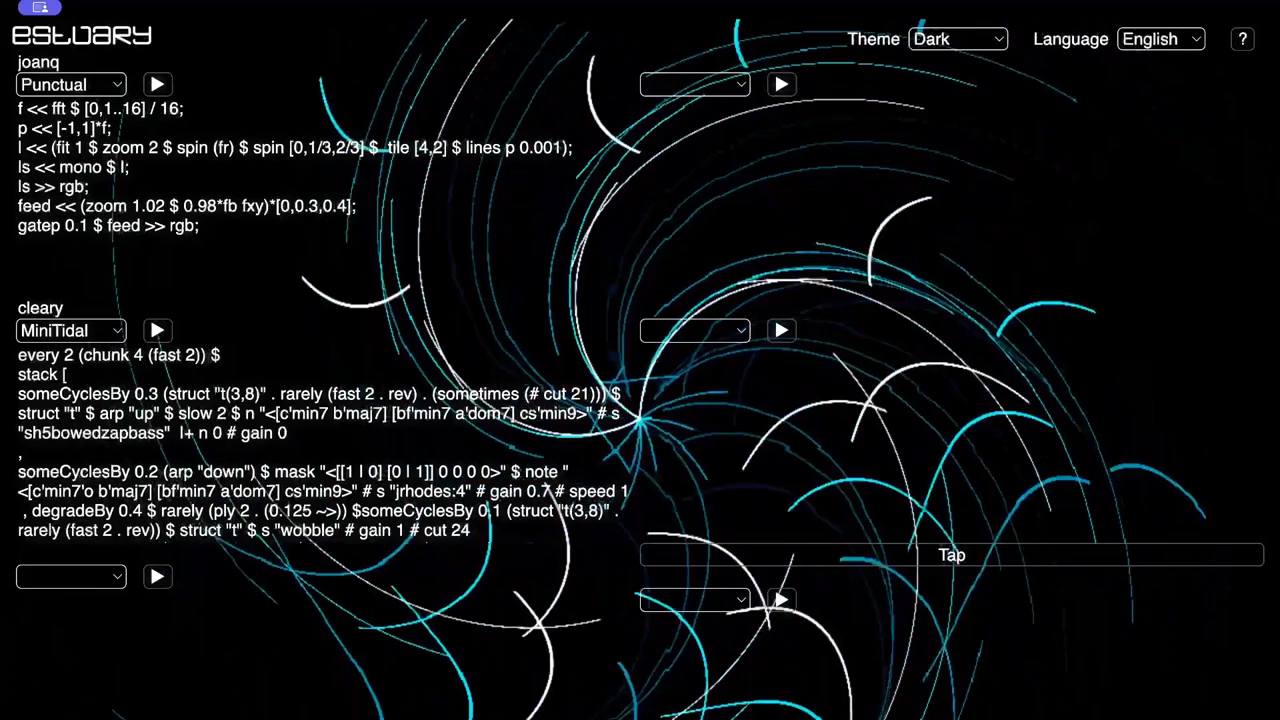 estuary
Theme Dark Language English ?
joanq
Punctual
f << fft $ [0,1..16] / 16;
p << [-1,1]*f;
l << (fit 1 $ zoom 2 $ spin (fr) $ spin [0,1/3,2/3] $ tile [4,2] $ lines p 0.001);
ls << mono $ l;
ls >> rgb;
feed << (zoom 1.02 $ 0.98*fb fxy)*[0,0.3,0.4];
gatep 0.1 $ feed >> rgb;
cleary
MiniTidal
every 2 (chunk 4 (fast 2)) $
stack [
someCyclesBy 0.3 (struct "t(3,8)" . rarely (fast 2 . rev) . (sometimes (# cut 21))) $
struct "t" $ arp "up" $ slow 2 $ n "<[c'min7 b'maj7] [bf'min7 a'dom7] cs'min9>" # s
"sh5bowedzapbass" |+ n 0 # gain 0
,
someCyclesBy 0.2 (arp "down") $ mask "<[[1 | 0] [0 | 1]] 0 0 0 0>" $ note "
<[c'min7'o b'maj7] [bf'min7 a'dom7] cs'min9>" # s "jrhodes:4" # gain 0.7 # speed 1
, degradeBy 0.4 $ rarely (ply 2 . (0.125 ~>)) $someCyclesBy 0.1 (struct "t(3,8)" .
rarely (fast 2 . rev)) $ struct "t" $ s "wobble" # gain 1 # cut 24
Tap